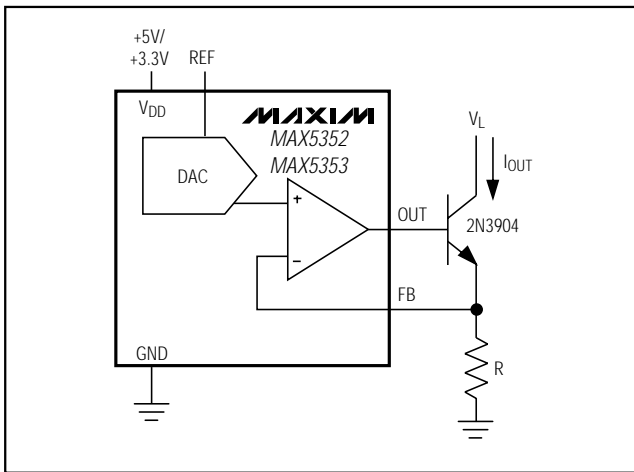 +5V/
+3.3V
REF
VDD
MAXIM
MAX5352
MAX5353
DAC
+
−
OUT
FB
GND
VL
IOUT
2N3904
R